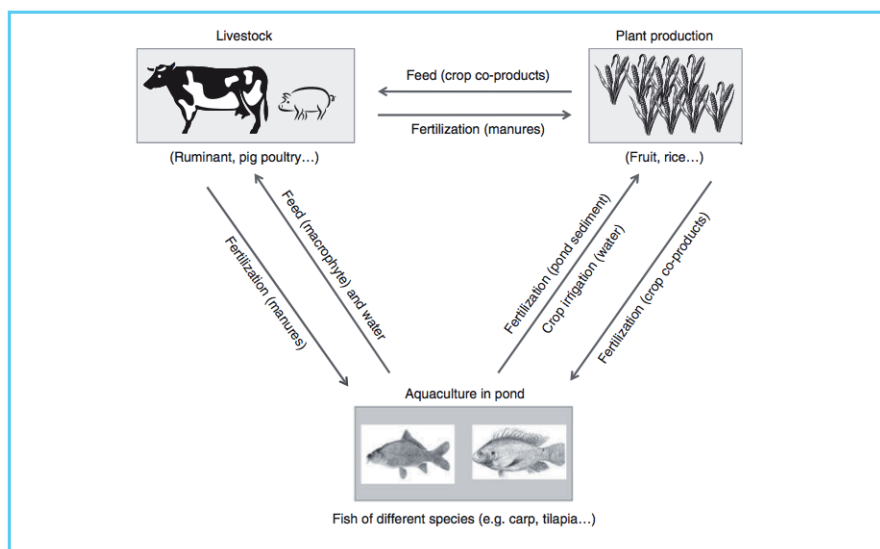 Livestock
Plant production
Feed (crop co-products)
Fertilization (manures)
(Ruminant, pig poultry…)
(Fruit, rice…)
Fertilization (manures)
Feed (macrophyte) and water
Fertilization (pond sediment)
Crop irrigation (water)
Fertilization (crop co-products)
Aquaculture in pond
Fish of different species (e.g. carp, tilapia…)